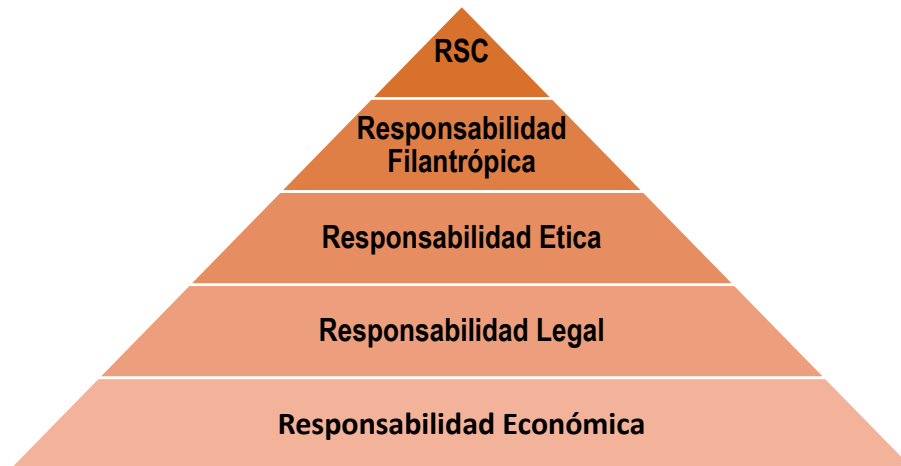 RSC
Responsabilidad
Filantrópica
Responsabilidad Etica
Responsabilidad Legal
Responsabilidad Económica